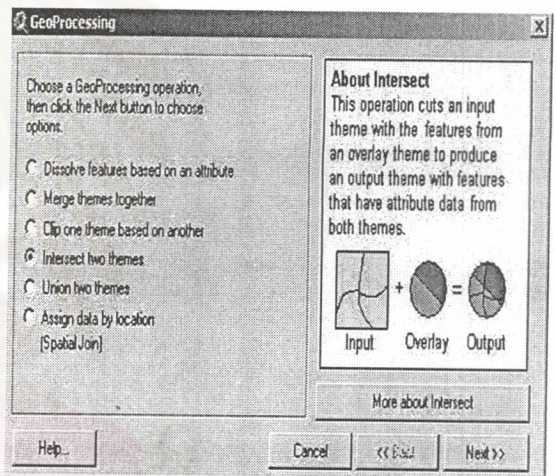 GeoProcessing
Choose a GeoProcessing operation,
then click the Next button to choose
options.
Dissolve features based on an attribute
Merge themes together
Clip one theme based on another
Intersect two themes
Union two themes
Assign data by location
(Spatial Join)
About Intersect
This operation cuts an input
theme with the features from
an overlay theme to produce
an output theme with features
that have attribute data from
both themes.
+ =
Input Overlay Output
More about Intersect
Help... Cancel << Back Next >>